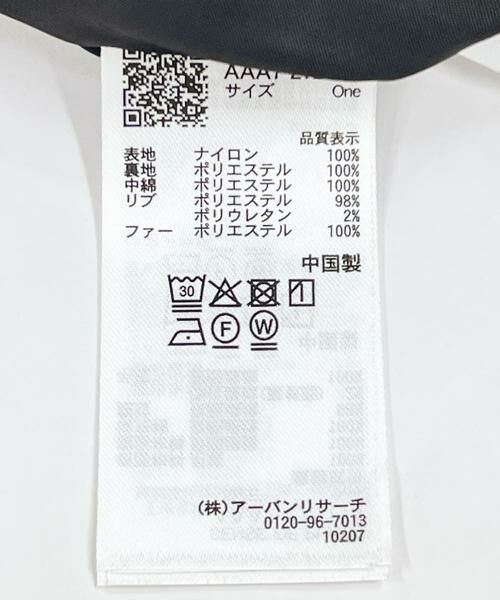 サイズ One
品質表示
表地 ナイロン 100%
裏地 ポリエステル 100%
中綿 ポリエステル 100%
リブ ポリエステル 98%
ポリウレタン 2%
ファー ポリエステル 100%
中国製
30
F W
(株)アーバンリサーチ
0120-96-7013
10207